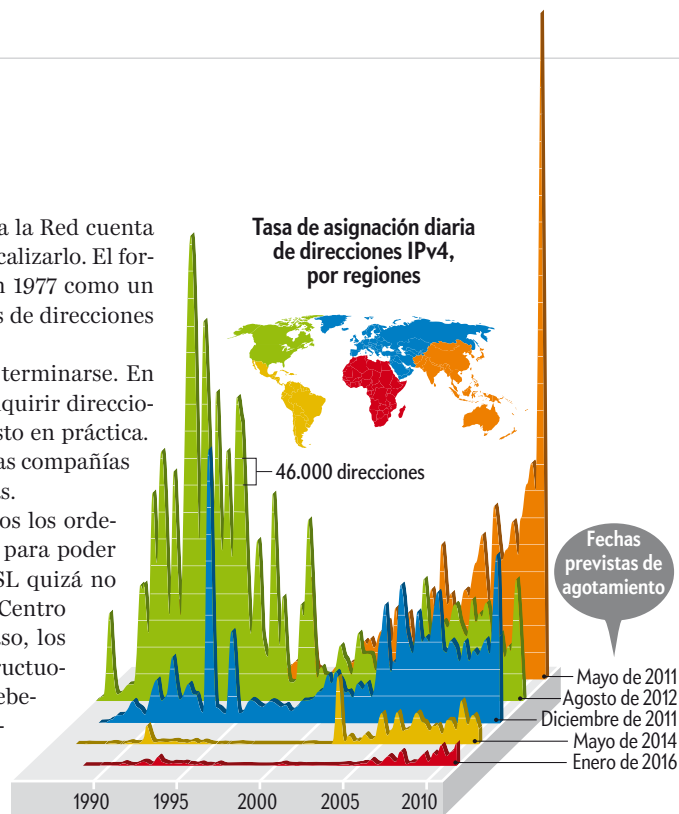 a la Red cuenta
calizarlo. El for-
n 1977 como un
s de direcciones
terminarse. En
quirir direccio-
sto en práctica.
as compañías
s.
os los orde-
para poder
SL quizá no
Centro
so, los
ructuo-
ebe-
-
Tasa de asignación diaria
de direcciones IPv4,
por regiones
46.000 direcciones
Fechas
previstas de
agotamiento
Mayo de 2011
Agosto de 2012
Diciembre de 2011
Mayo de 2014
Enero de 2016
1990 1995 2000 2005 2010